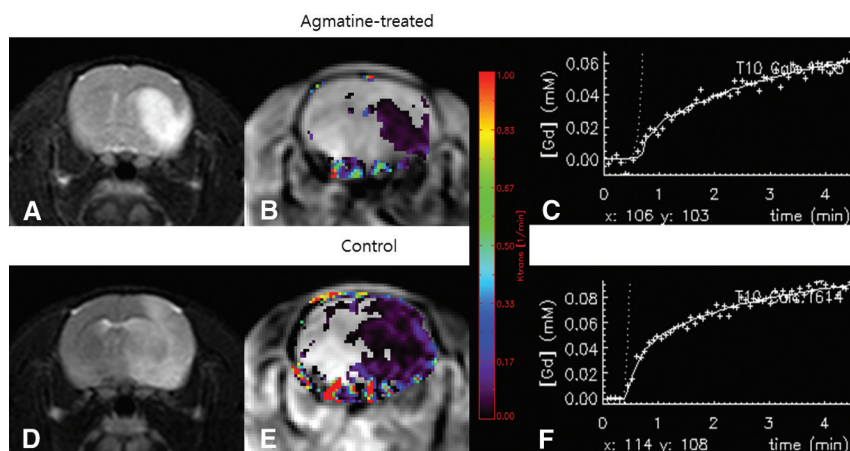 Agmatine-treated
A
B
1.00
0.83
0.67
0.50
0.33
0.17
0.00
Ktrans [1/min]
[Gd] (mM)
0.06
0.04
0.02
0.00
T10
0
1
2
3
4
x: 106 y: 103
time (min)
C
Control
D
E
[Gd] (mM)
0.08
0.06
0.04
0.02
0.00
T10
0
1
2
3
4
x: 114 y: 108
time (min)
F